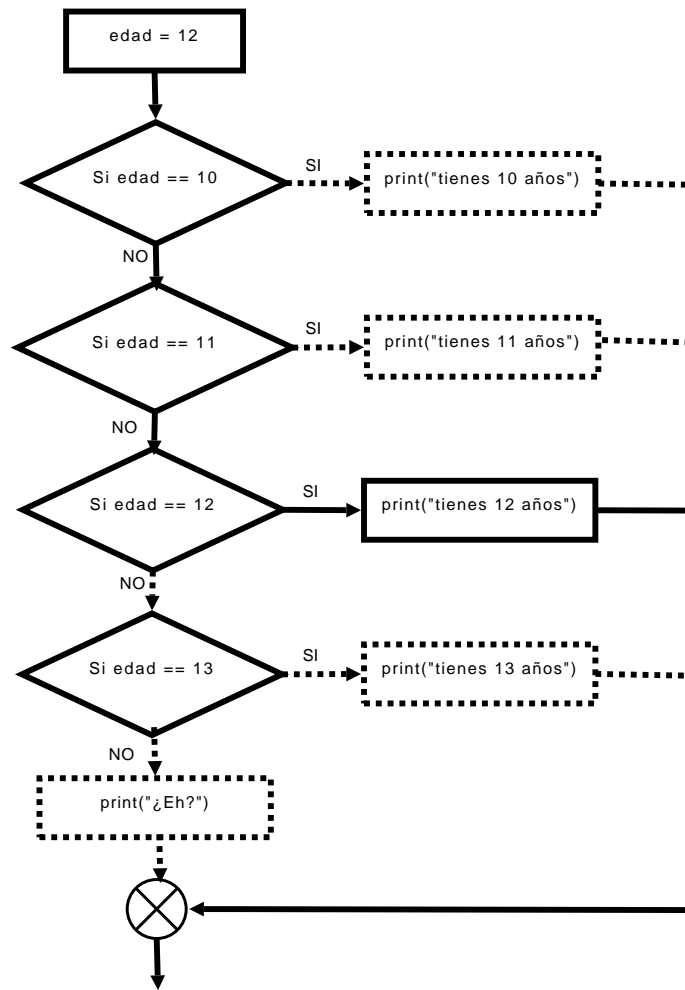 edad = 12
Si edad == 10
SI
print("tienes 10 años")
NO
Si edad == 11
SI
print("tienes 11 años")
NO
Si edad == 12
SI
print("tienes 12 años")
NO
Si edad == 13
SI
print("tienes 13 años")
NO
print("¿Eh?")